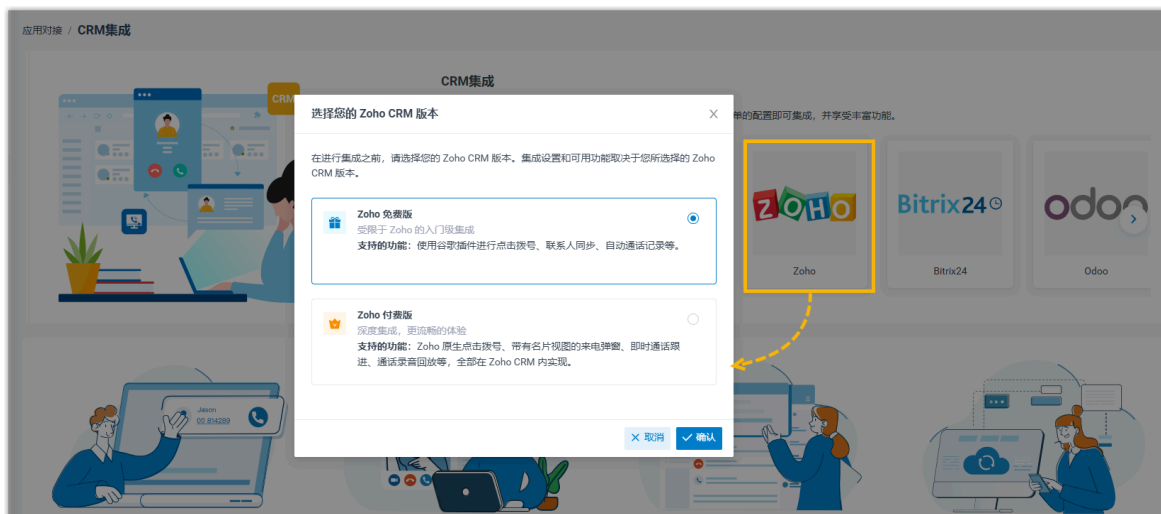 应用对接 / CRM集成
CRM集成
CRM
选择您的 Zoho CRM 版本
单的配置即可集成，并享受丰富功能。
在进行集成之前，请选择您的 Zoho CRM 版本。集成设置和可用功能取决于您所选择的 Zoho
CRM 版本。
Zoho 免费版
受限于 Zoho 的入门级集成
支持的功能：使用谷歌插件进行点击拨号、联系人同步、自动通话记录等。
Zoho 付费版
深度集成，更流畅的体验
支持的功能：Zoho 原生点击拨号、带有名片视图的来电弹窗、即时通话跟
进、通话录音回放等，全部在 Zoho CRM 内实现。
取消
确认
ZOHO
Bitrix24
odoo
Zoho
Bitrix24
Odoo
Jason
00 814289